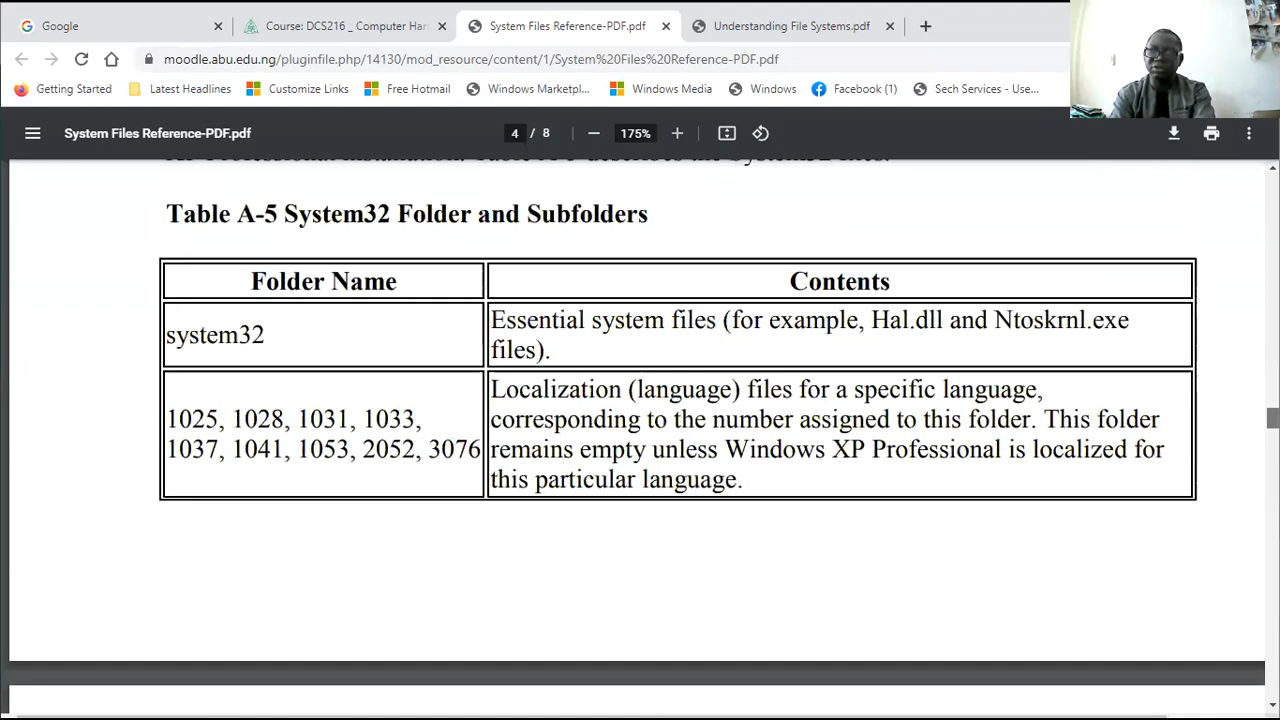 Google
Course: DCS216 _ Computer Har
System Files Reference-PDF.pdf
Understanding File Systems.pdf
moodle.abu.edu.ng/pluginfile.php/14130/mod_resource/content/1/System%20Files%20Reference-PDF.pdf
Getting Started
Latest Headlines
Customize Links
Free Hotmail
Windows Marketpl...
Windows Media
Windows
Facebook (1)
Sech Services - Use...
System Files Reference-PDF.pdf
4 / 8
175%
Table A-5 System32 Folder and Subfolders
Folder Name
Contents
system32
Essential system files (for example, Hal.dll and Ntoskrnl.exe
files).
1025, 1028, 1031, 1033,
1037, 1041, 1053, 2052, 3076
Localization (language) files for a specific language,
corresponding to the number assigned to this folder. This folder
remains empty unless Windows XP Professional is localized for
this particular language.